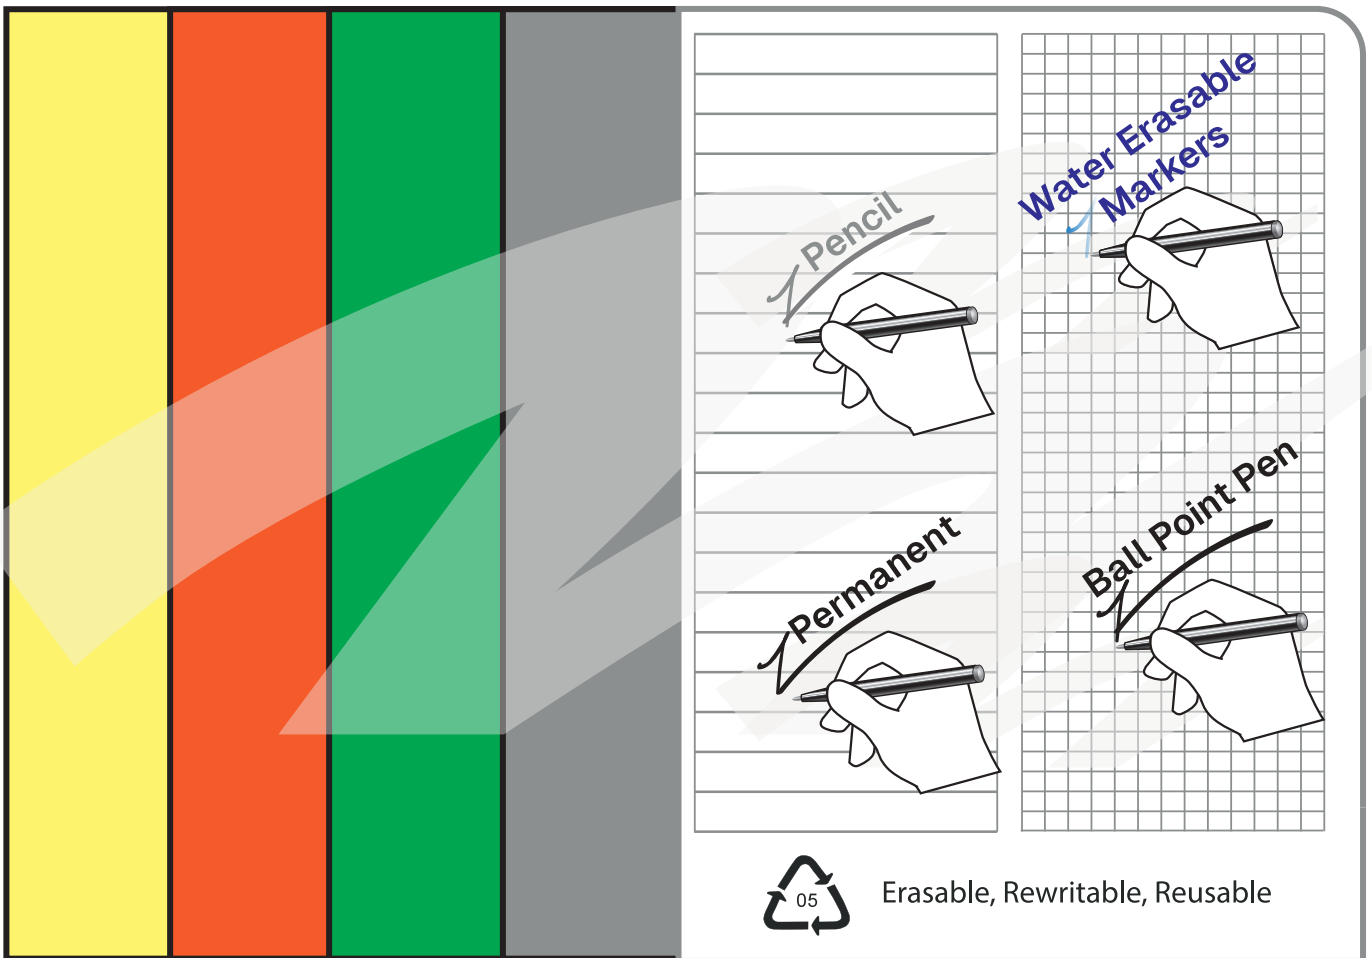 Pencil
Water Erasable
Markers
Permanent
Ball Point Pen
05
Erasable, Rewritable, Reusable